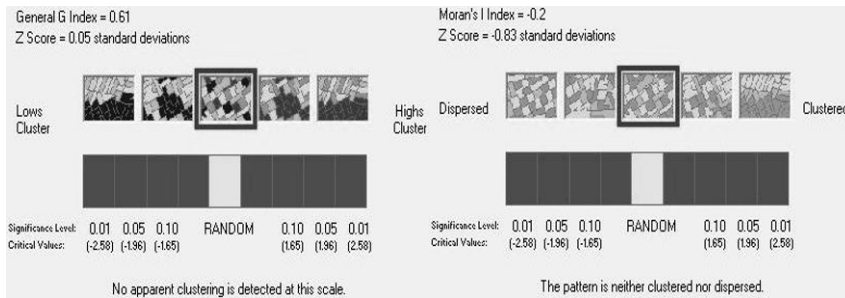 General G Index = 0.61
Z Score = 0.05 standard deviations
Lows
Cluster
Highs
Cluster
Significance Level: 0.01 0.05 0.10 RANDOM 0.10 0.05 0.01
Critical Values: (-2.58) (-1.96) (-1.65) (1.65) (1.96) (2.58)
No apparent clustering is detected at this scale.
Moran's I Index = -0.2
Z Score = -0.83 standard deviations
Dispersed
Clustered
Significance Level: 0.01 0.05 0.10 RANDOM 0.10 0.05 0.01
Critical Values: (-2.58) (-1.96) (-1.65) (1.65) (1.96) (2.58)
The pattern is neither clustered nor dispersed.